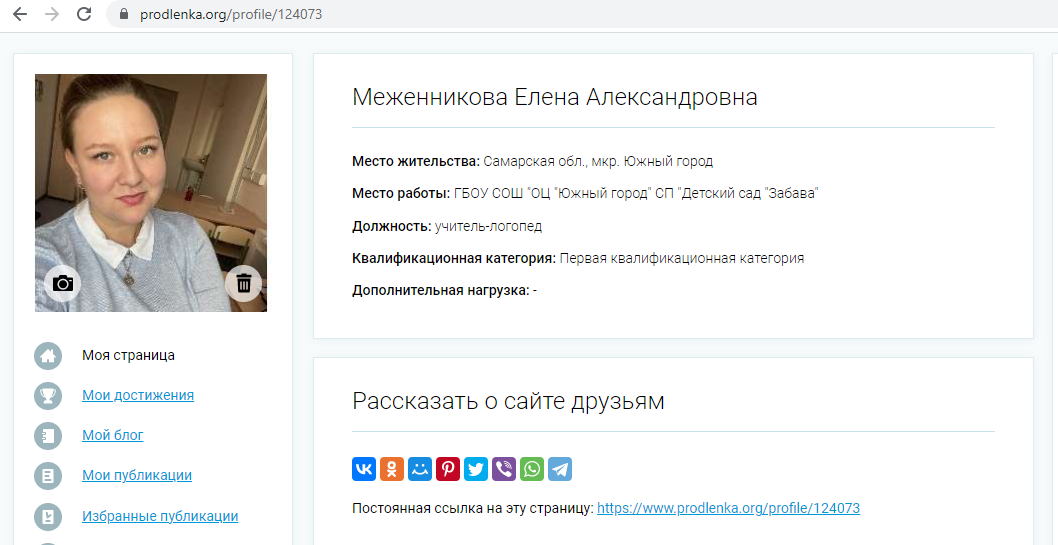 prodlenka.org/profile/124073
Меженникова Елена Александровна
Место жительства: Самарская обл., мкр. Южный город
Место работы: ГБОУ СОШ "ОЦ "Южный город" СП "Детский сад "Забава"
Должность: учитель-логопед
Квалификационная категория: Первая квалификационная категория
Дополнительная нагрузка: -
Моя страница
Мои достижения
Мой блог
Мои публикации
Избранные публикации
Рассказать о сайте друзьям
Постоянная ссылка на эту страницу: https://www.prodlenka.org/profile/124073